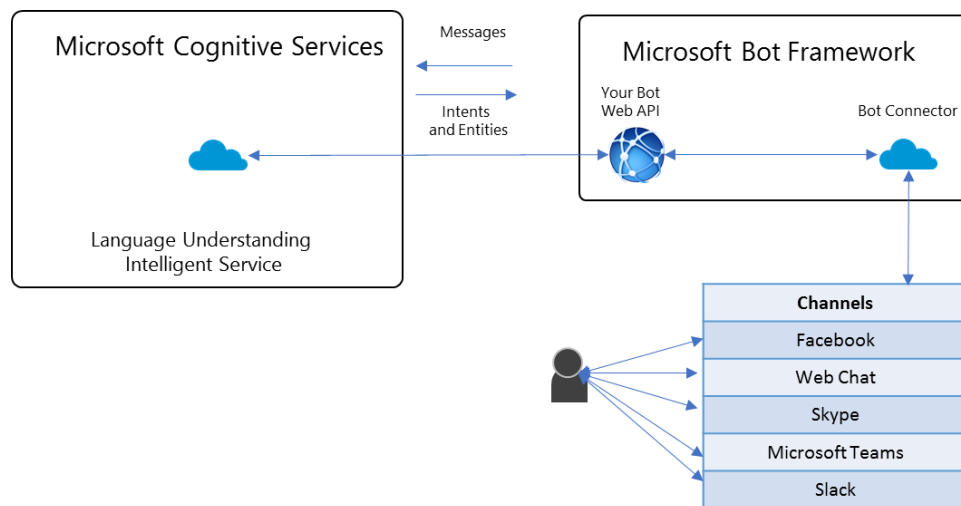 Microsoft Cognitive Services
Messages
Intents
and Entities
Microsoft Bot Framework
Your Bot
Web API
Bot Connector
Language Understanding
Intelligent Service
Channels
Facebook
Web Chat
Skype
Microsoft Teams
Slack